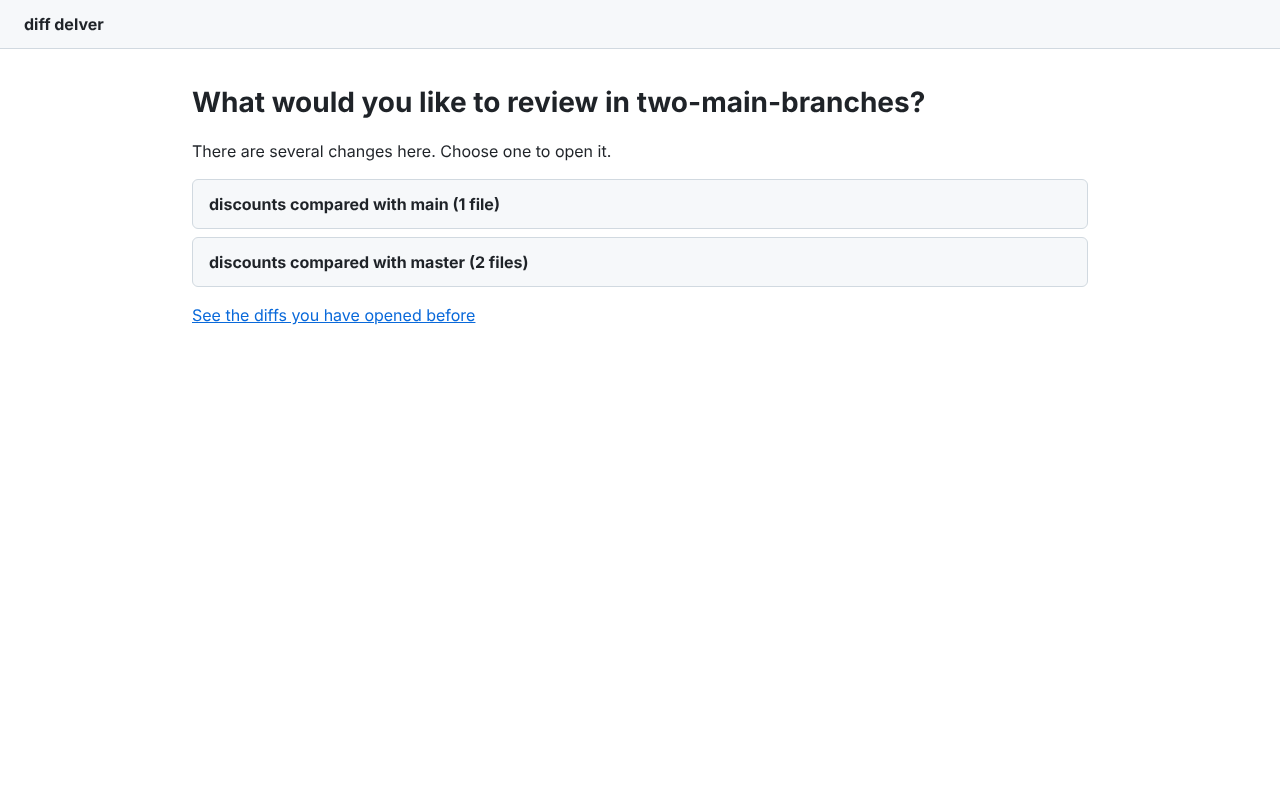 diff delver
What would you like to review in two-main-branches?
There are several changes here. Choose one to open it.
discounts compared with main (1 file)
discounts compared with master (2 files)
See the diffs you have opened before